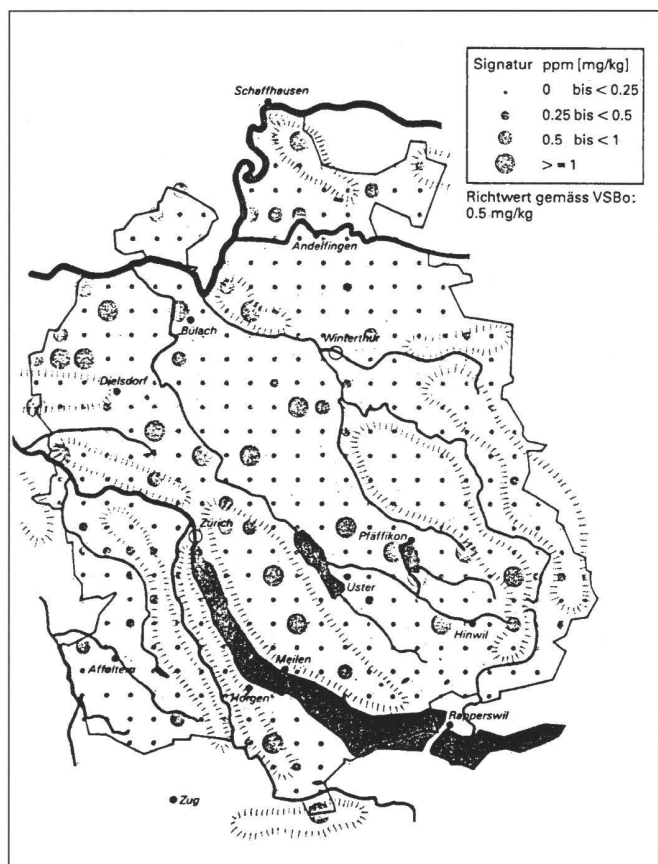 Signatur ppm [mg/kg]
0 bis < 0.25
0.25 bis < 0.5
0.5 bis < 1
> = 1
Richtwert gemäss VSBo:
0.5 mg/kg
Schaffhausen
Andelfingen
Bülach
Winterthur
Dielsdorf
Zürich
Pfäffikon
Uster
Hinwil
Meilen
Affoltern
Horgen
Rapperswil
Zug